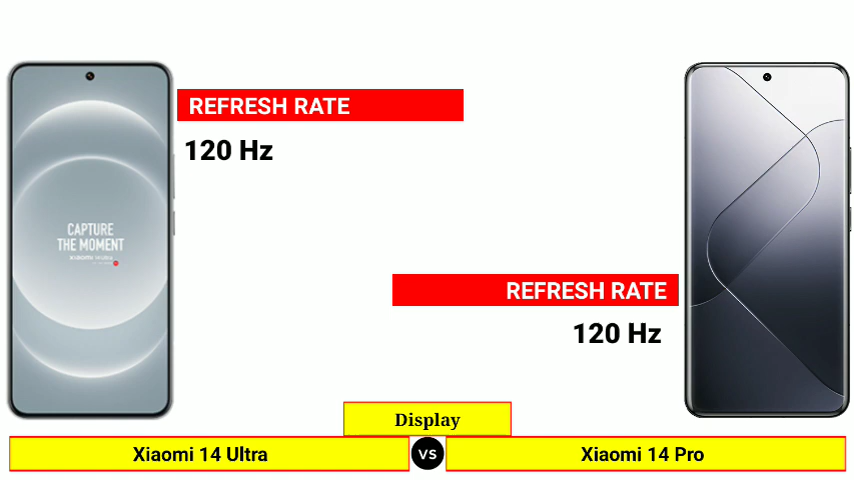 REFRESH RATE
120 Hz
CAPTURE
THE MOMENT
REFRESH RATE
120 Hz
Display
Xiaomi 14 Ultra
VS
Xiaomi 14 Pro